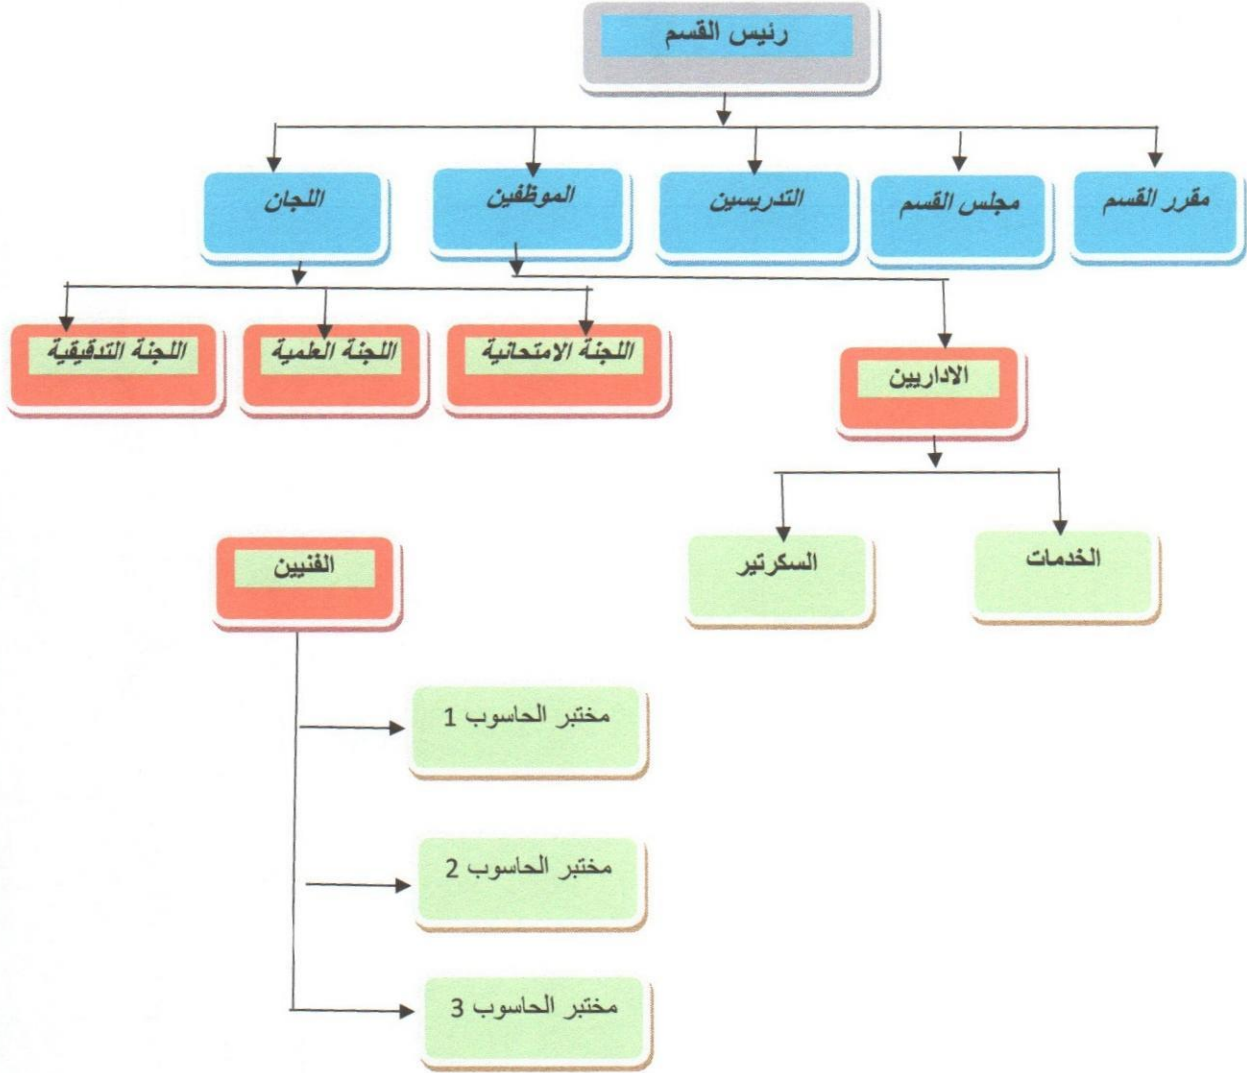 رئيس القسم
مقرر القسم
مجلس القسم
التدريسين
الموظفين
اللجان
اللجنة الامتحانية
اللجنة العلمية
اللجنة التدقيقية
الاداريين
الخدمات
السكرتير
الفنيين
مختبر الحاسوب 1
مختبر الحاسوب 2
مختبر الحاسوب 3